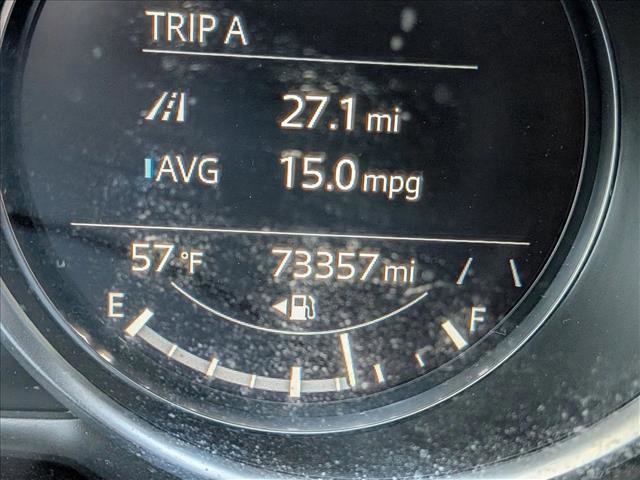 TRIP A
27.1 mi
AVG 15.0 mpg
57 °F 73357 mi
E F